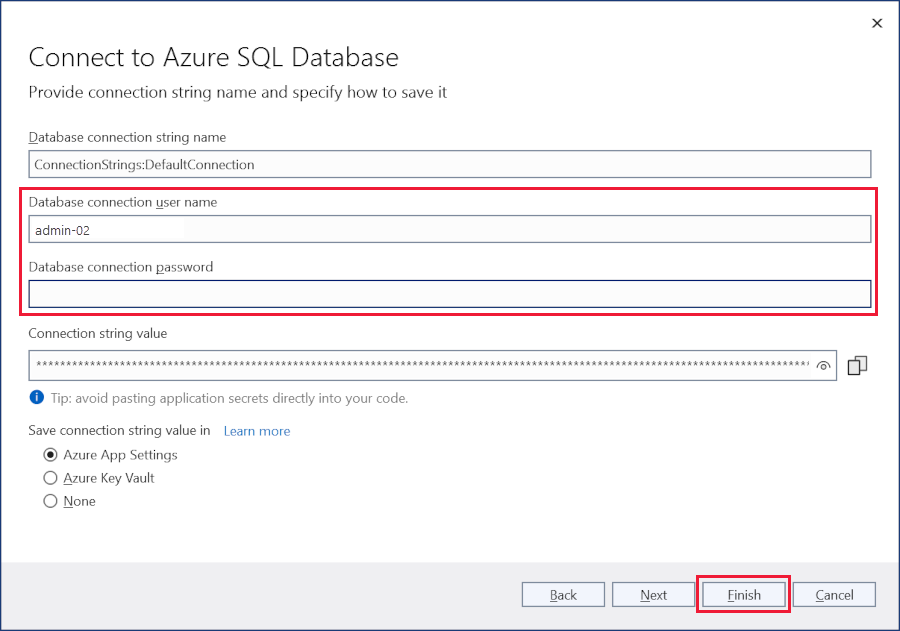 Connect to Azure SQL Database
Provide connection string name and specify how to save it
Database connection string name
ConnectionStrings:DefaultConnection
Database connection user name
admin-02
Database connection password
Connection string value
Tip: avoid pasting application secrets directly into your code.
Save connection string value in Learn more
Azure App Settings
Azure Key Vault
None
Back Next Finish Cancel